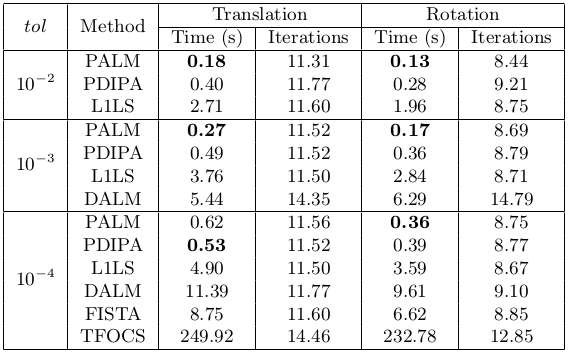 tol Method Translation Rotation
Time (s) Iterations Time (s) Iterations
10⁻² PALM 0.18 11.31 0.13 8.44
PDIPA 0.40 11.77 0.28 9.21
L1LS 2.71 11.60 1.96 8.75
10⁻³ PALM 0.27 11.52 0.17 8.69
PDIPA 0.49 11.52 0.36 8.79
L1LS 3.76 11.50 2.84 8.71
DALM 5.44 14.35 6.29 14.79
10⁻⁴ PALM 0.62 11.56 0.36 8.75
PDIPA 0.53 11.52 0.39 8.77
L1LS 4.90 11.50 3.59 8.67
DALM 11.39 11.77 9.61 9.10
FISTA 8.75 11.60 6.62 8.85
TFOCS 249.92 14.46 232.78 12.85